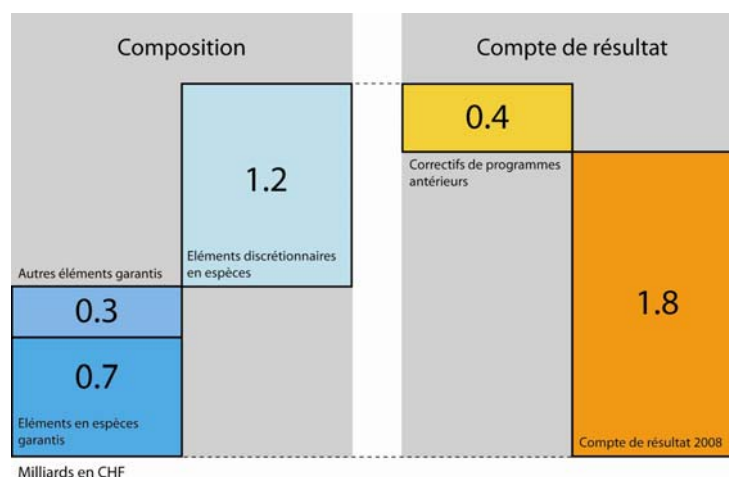 Composition
Compte de résultat
0.4
Correctifs de programmes
antérieurs
1.2
Eléments discrétionnaires
en espèces
Autres éléments garantis
0.3
1.8
0.7
Eléments en espèces
garantis
Compte de résultat 2008
Milliards en CHF